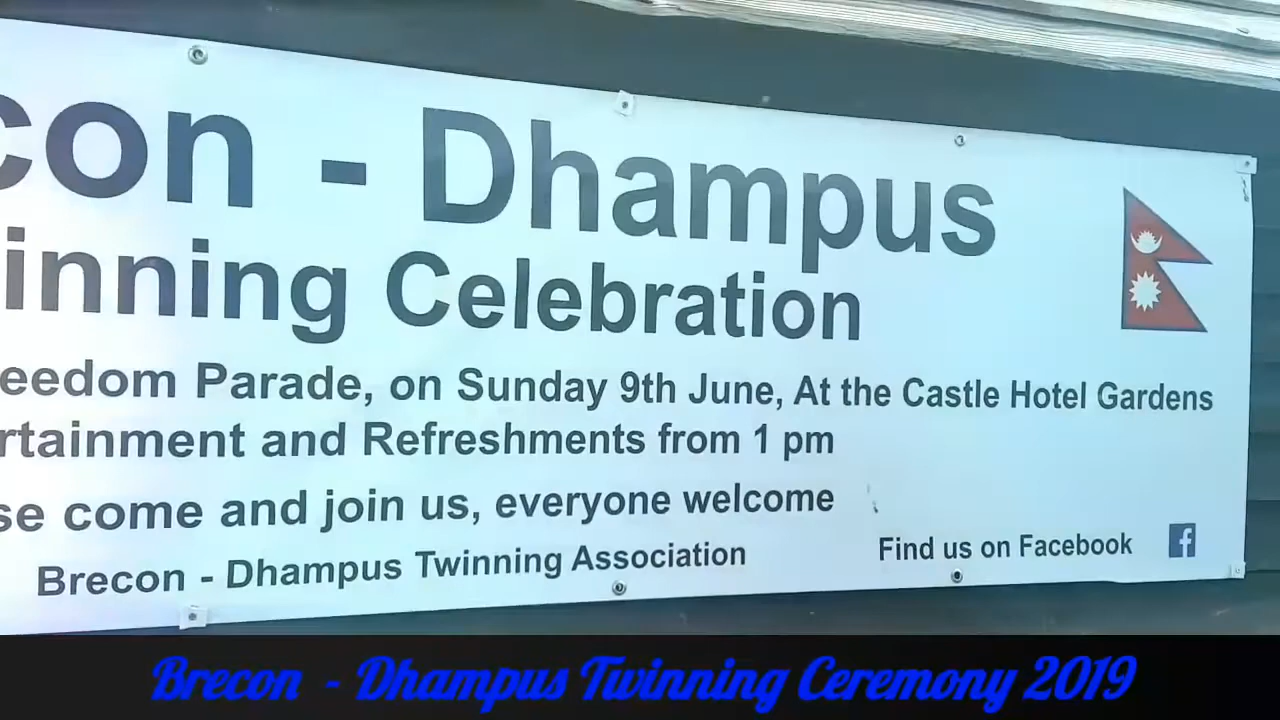 con - Dhampus
inning Celebration
eedom Parade, on Sunday 9th June, At the Castle Hotel Gardens
rtainment and Refreshments from 1 pm
se come and join us, everyone welcome
Brecon - Dhampus Twinning Association
Find us on Facebook f
Brecon - Dhampus Twinning Ceremony 2019